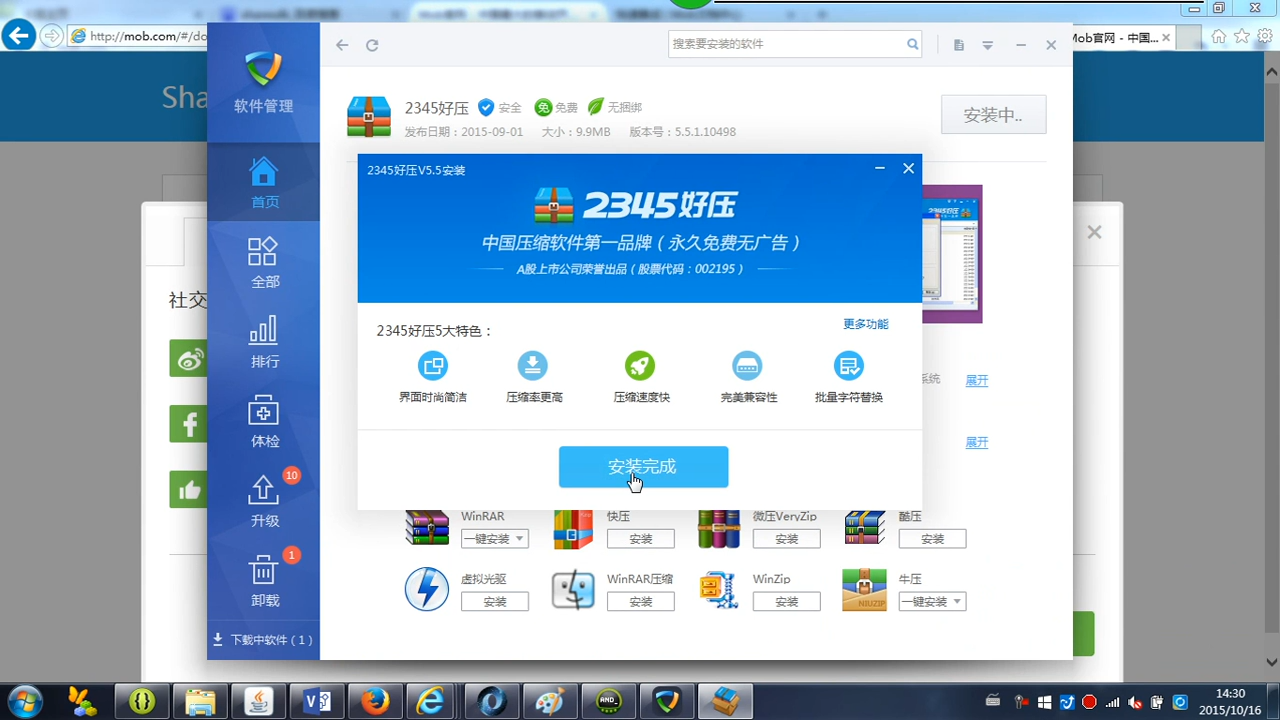 http://mob.com/#/do
Mob官网 - 中国...
Sha
社交
软件管理
首页
全部
排行
体检
10
升级
1
卸载
下载中软件(1)
搜索要安装的软件
2345好压
安全
免
免费
无捆绑
发布日期：2015-09-01 大小：9.9MB 版本号：5.5.1.10498
安装中..
2345好压V5.5安装
2345好压
中国压缩软件第一品牌（永久免费无广告）
A股上市公司荣誉出品（股票代码：002195）
2345好压5大特色：
更多功能
界面时尚简洁
压缩率更高
压缩速度快
完美兼容性
批量字符替换
安装完成
系统
展开
展开
WinRAR
一键安装
快压
安装
微压VeryZip
安装
酷压
安装
虚拟光驱
安装
WinRAR压缩
安装
WinZip
安装
NIUZIP
牛压
一键安装
AND_
14:30
2015/10/16